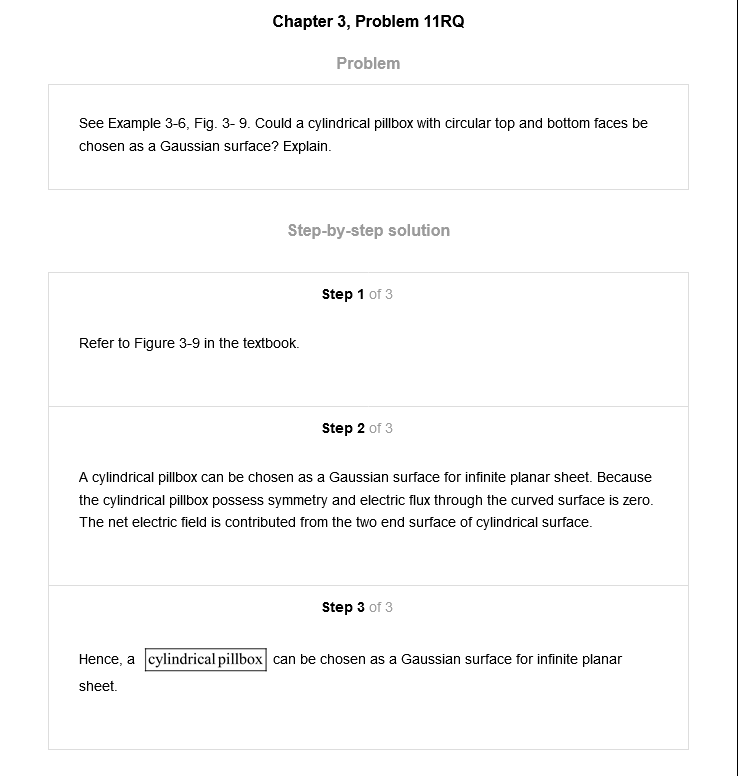 Chapter 3, Problem 11RQ
Problem
See Example 3-6, Fig. 3- 9. Could a cylindrical pillbox with circular top and bottom faces be
chosen as a Gaussian surface? Explain.
Step-by-step solution
Step 1 of 3
Refer to Figure 3-9 in the textbook.
Step 2 of 3
A cylindrical pillbox can be chosen as a Gaussian surface for infinite planar sheet. Because
the cylindrical pillbox possess symmetry and electric flux through the curved surface is zero.
The net electric field is contributed from the two end surface of cylindrical surface.
Step 3 of 3
Hence, a cylindrical pillbox can be chosen as a Gaussian surface for infinite planar
sheet.